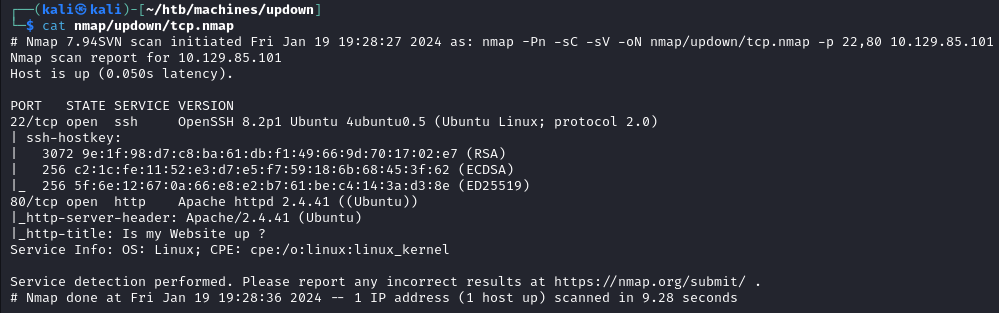 ┌──(kali㉿kali)-[~/htb/machines/updown]
└─$ cat nmap/updown/tcp.nmap
# Nmap 7.94SVN scan initiated Fri Jan 19 19:28:27 2024 as: nmap -Pn -sC -sV -oN nmap/updown/tcp.nmap -p 22,80 10.129.85.101
Nmap scan report for 10.129.85.101
Host is up (0.050s latency).

PORT   STATE SERVICE VERSION
22/tcp open  ssh     OpenSSH 8.2p1 Ubuntu 4ubuntu0.5 (Ubuntu Linux; protocol 2.0)
| ssh-hostkey:
|   3072 9e:1f:98:d7:c8:ba:61:db:f1:49:66:9d:70:17:02:e7 (RSA)
|   256 c2:1c:fe:11:52:e3:d7:e5:f7:59:18:6b:68:45:3f:62 (ECDSA)
|_  256 5f:6e:12:67:0a:66:e8:e2:b7:61:be:c4:14:3a:d3:8e (ED25519)
80/tcp open  http    Apache httpd 2.4.41 ((Ubuntu))
|_http-server-header: Apache/2.4.41 (Ubuntu)
|_http-title: Is my Website up ?
Service Info: OS: Linux; CPE: cpe:/o:linux:linux_kernel

Service detection performed. Please report any incorrect results at https://nmap.org/submit/ .
# Nmap done at Fri Jan 19 19:28:36 2024 -- 1 IP address (1 host up) scanned in 9.28 seconds